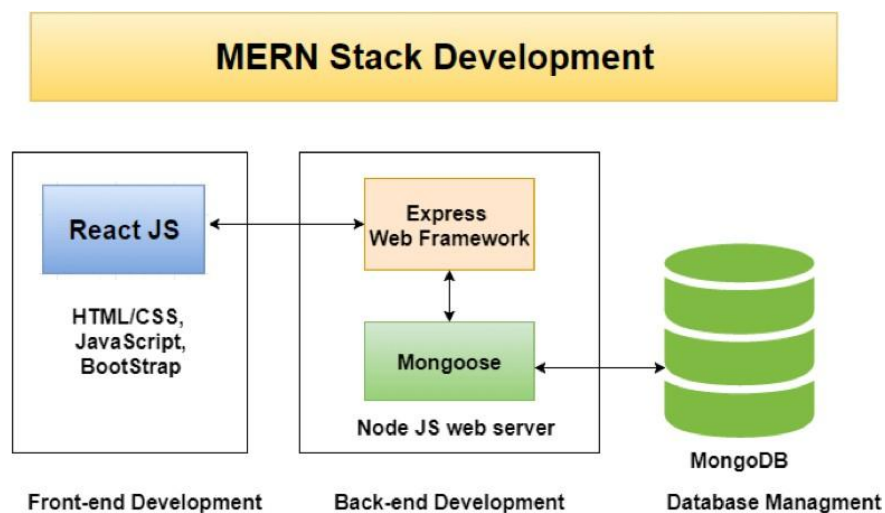 MERN Stack Development
React JS
HTML/CSS,
JavaScript,
BootStrap
Express
Web Framework
Mongoose
Node JS web server
MongoDB
Front-end Development
Back-end Development
Database Managment